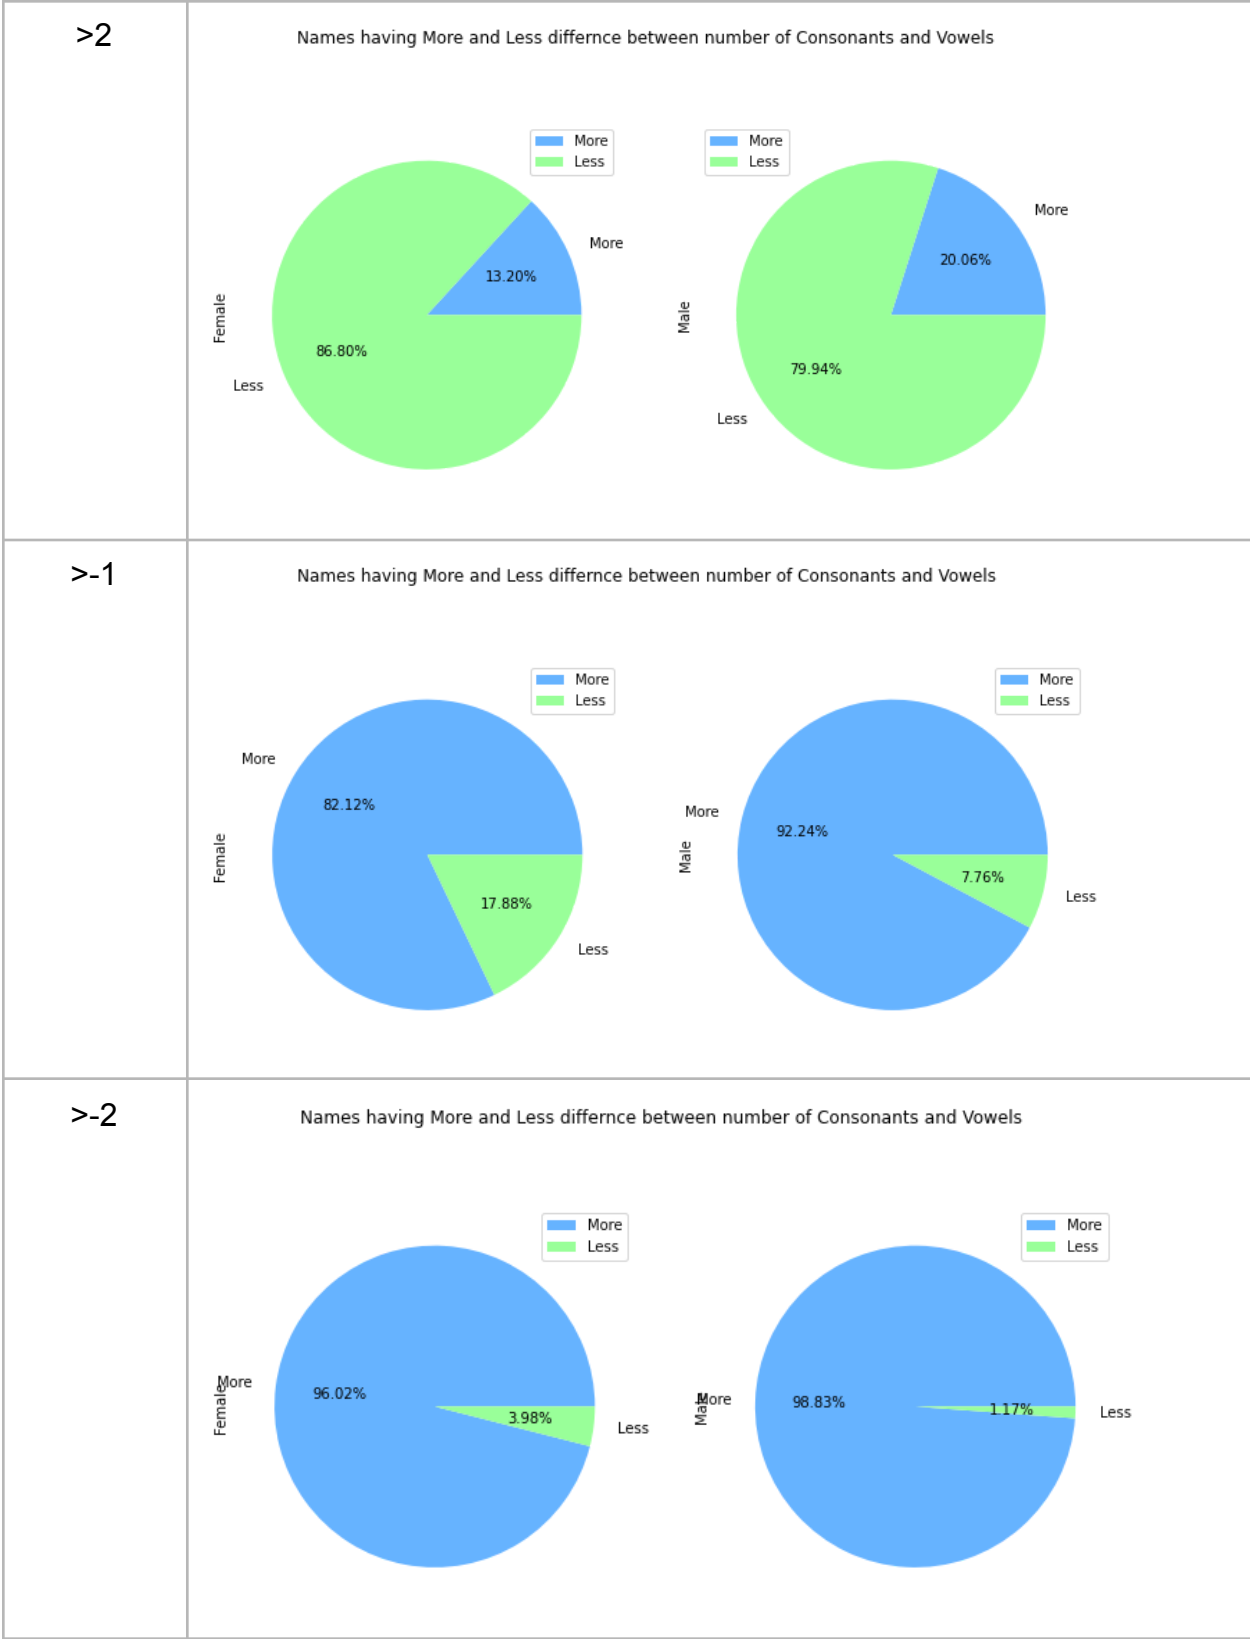 >2
Names having More and Less differnce between number of Consonants and Vowels
More
Less
More
13.20%
86.80%
Less
Female
More
Less
More
20.06%
79.94%
Less
Male
>-1
Names having More and Less differnce between number of Consonants and Vowels
More
Less
More
82.12%
17.88%
Less
Female
More
Less
More
92.24%
7.76%
Less
Male
>-2
Names having More and Less differnce between number of Consonants and Vowels
More
Less
More
96.02%
3.98%
Less
Female
More
Less
More
98.83%
1.17%
Less
Male